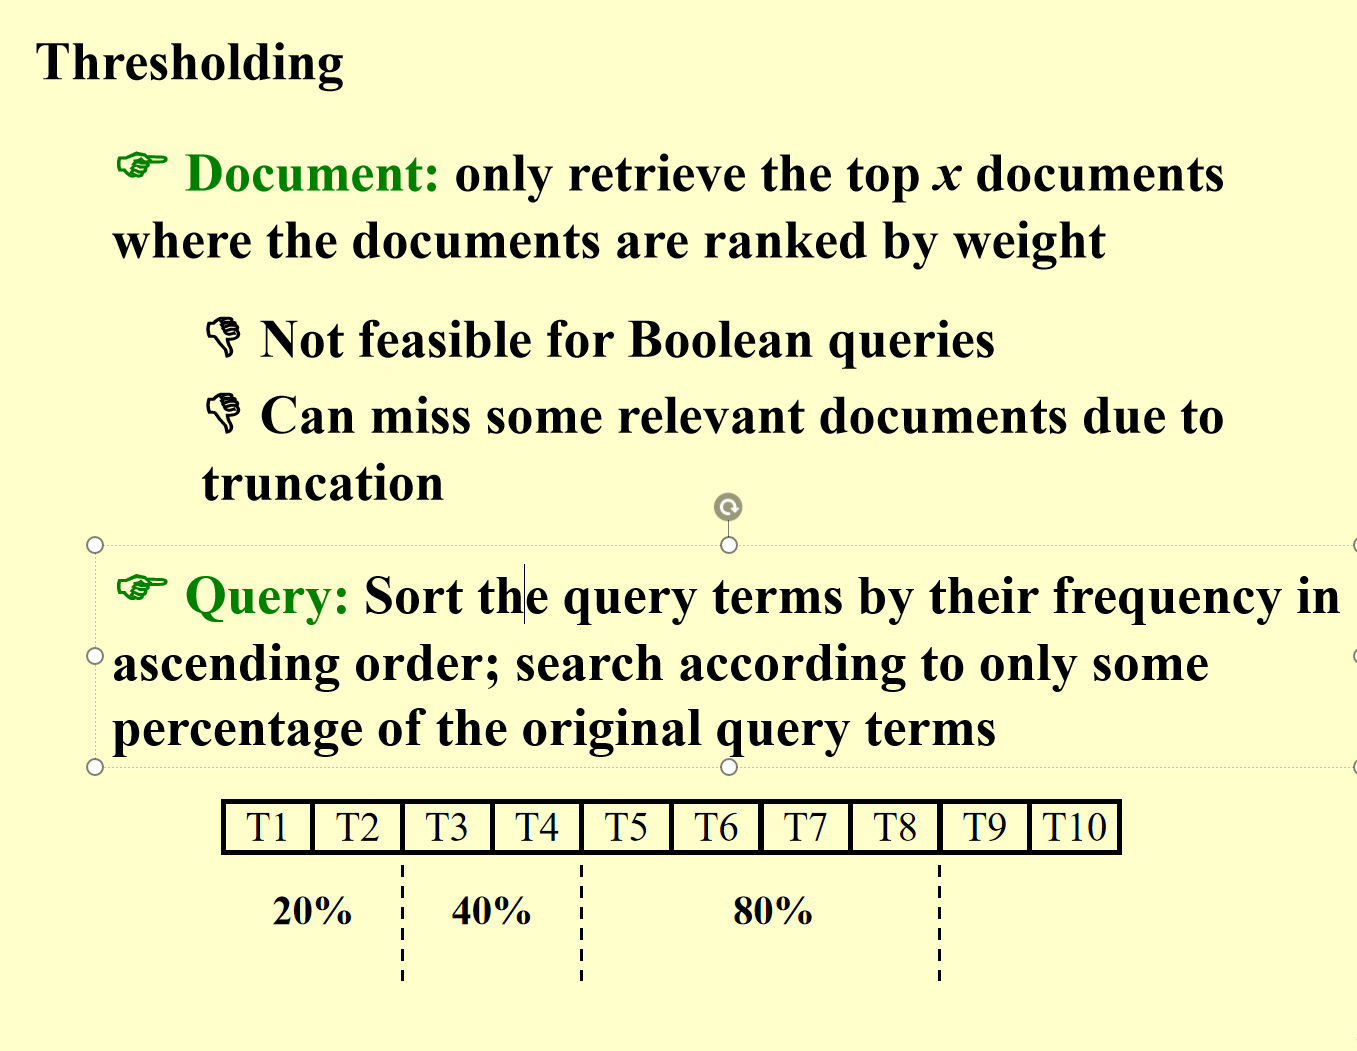 Thresholding
Document: only retrieve the top x documents
where the documents are ranked by weight
Not feasible for Boolean queries
Can miss some relevant documents due to
truncation
Query: Sort the query terms by their frequency in
ascending order; search according to only some
percentage of the original query terms
T1 T2 T3 T4 T5 T6 T7 T8 T9 T10
20% 40% 80%